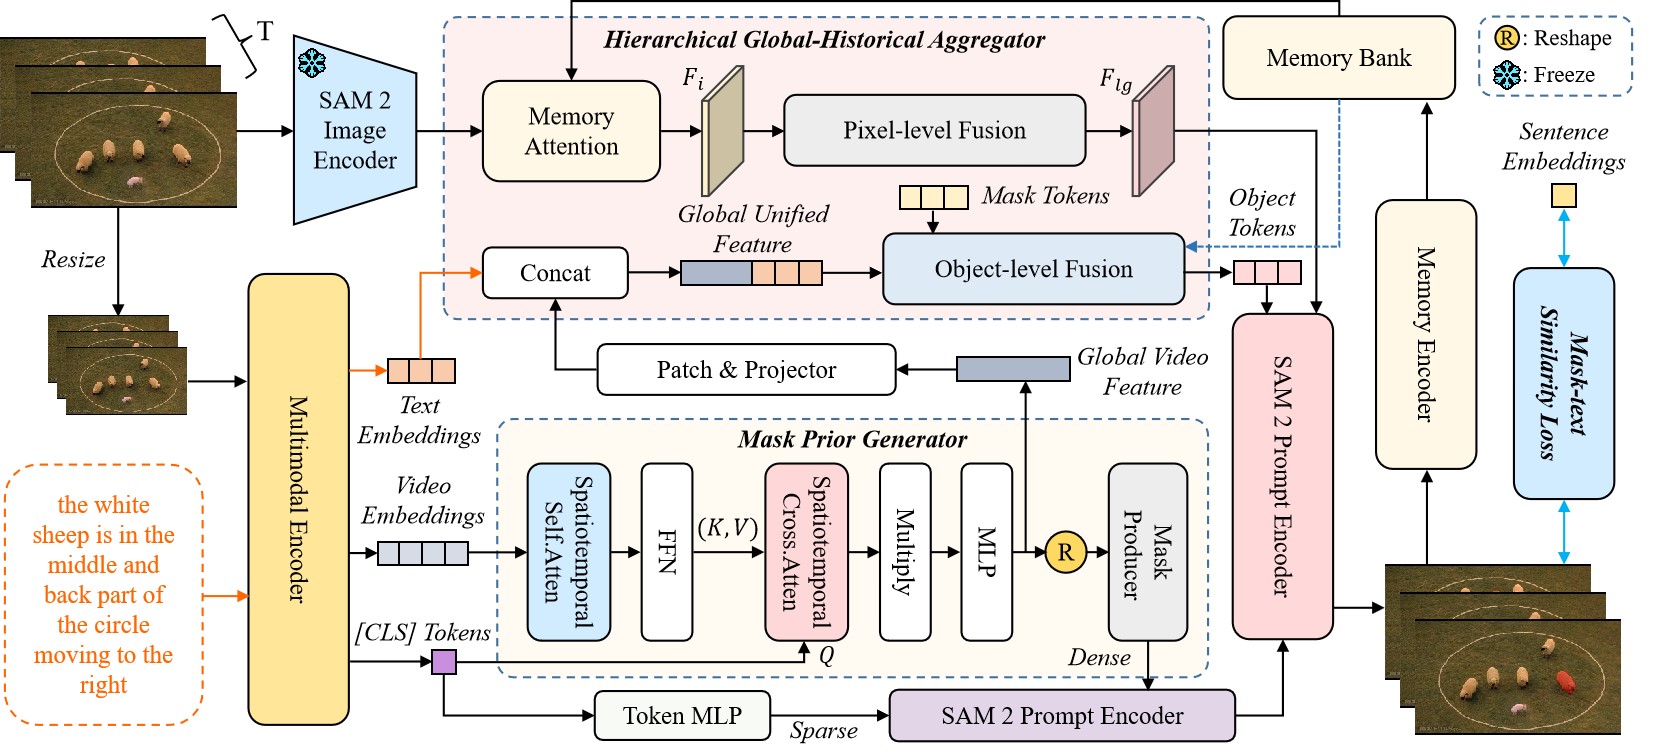 T
SAM 2
Image
Encoder
Resize
the white
sheep is in the
middle and
back part of
the circle
moving to the
right
Multimodal Encoder
Text
Embeddings
Video
Embeddings
[CLS] Tokens
Hierarchical Global-Historical Aggregator
Memory
Attention
F_i
Pixel-level Fusion
F_lg
Mask Tokens
Global Unified
Feature
Concat
Object-level Fusion
Object
Tokens
Patch & Projector
Global Video
Feature
Mask Prior Generator
Spatiotemporal
Self.Atten
FFN
(K,V)
Spatiotemporal
Cross.Atten
Q
Multiply
MLP
R
Mask
Producer
Dense
Token MLP
Sparse
SAM 2 Prompt Encoder
SAM 2 Prompt Encoder
Memory Bank
Memory Encoder
R: Reshape
: Freeze
Sentence
Embeddings
Mask-text
Similarity Loss